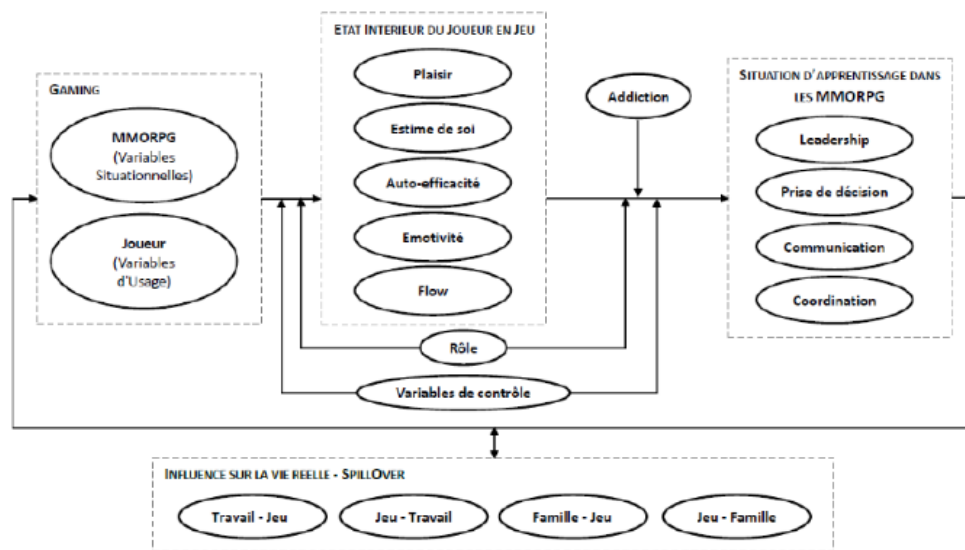 GAMING
MMORPG
(Variables
Situationnelles)
Joueur
(Variables
d'Usage)
ETAT INTERIEUR DU JOUEUR EN JEU
Plaisir
Estime de soi
Auto-efficacité
Emotivité
Flow
Addiction
Rôle
Variables de contrôle
SITUATION D'APPRENTISSAGE DANS
LES MMORPG
Leadership
Prise de décision
Communication
Coordination
INFLUENCE SUR LA VIE REELLE - SPILLOVER
Travail - Jeu
Jeu - Travail
Famille - Jeu
Jeu - Famille